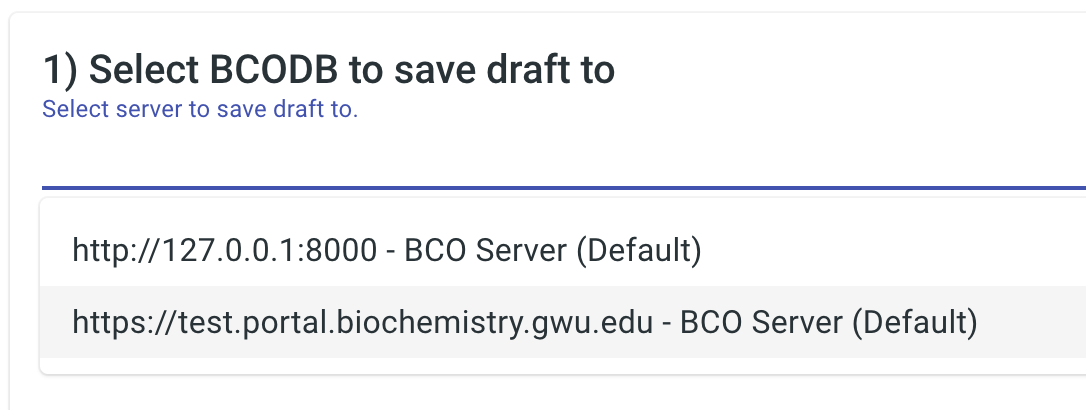 1) Select BCODB to save draft to
Select server to save draft to.
http://127.0.0.1:8000 - BCO Server (Default)
https://test.portal.biochemistry.gwu.edu - BCO Server (Default)